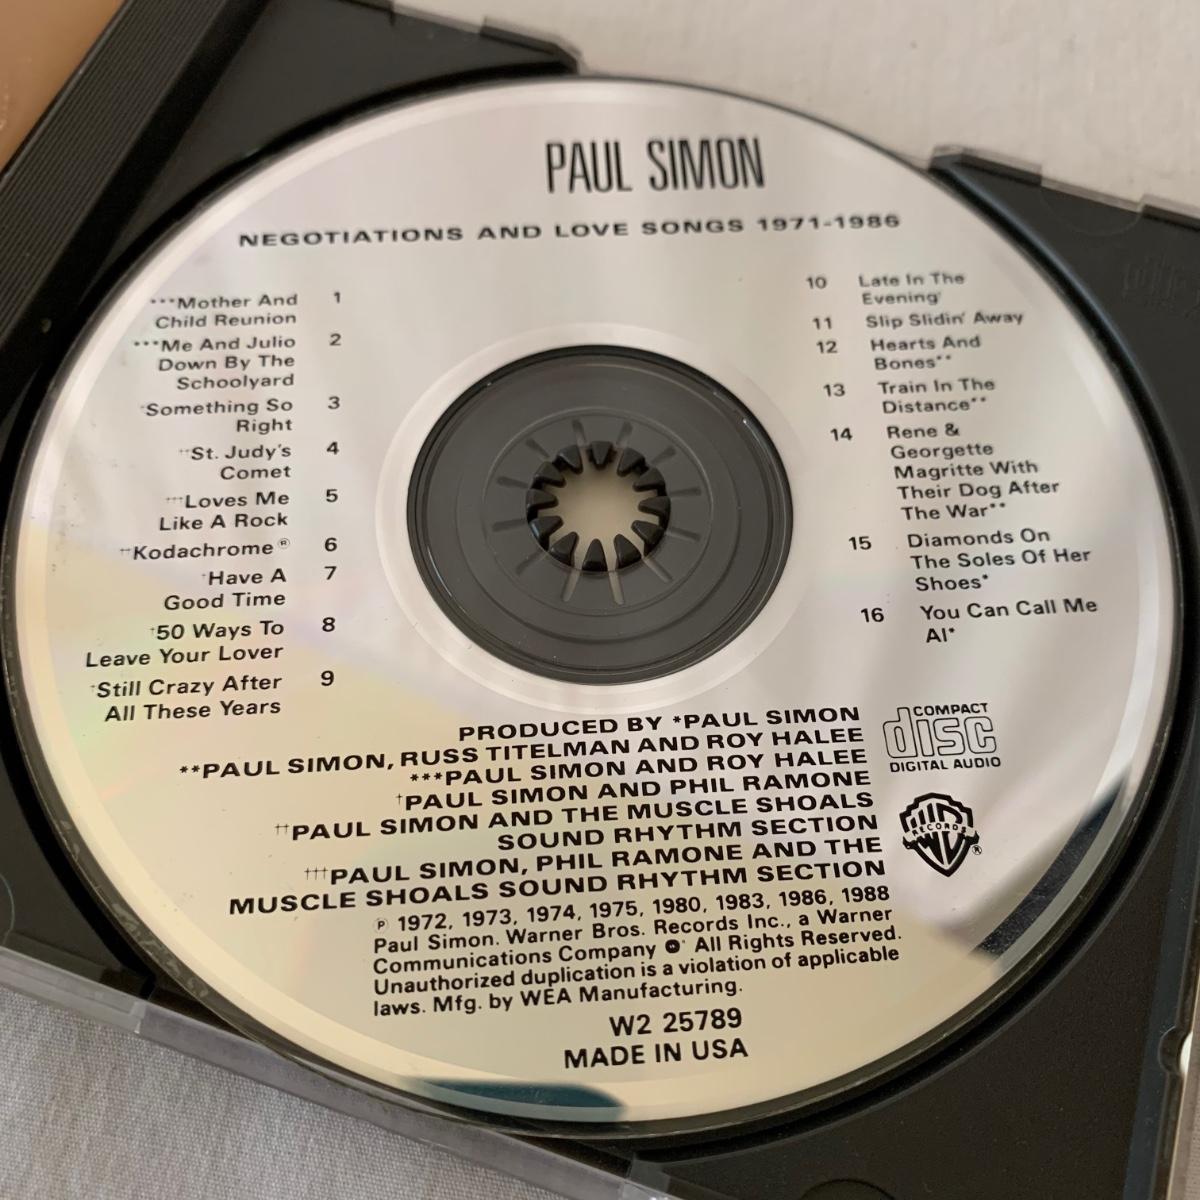 PAUL SIMON
NEGOTIATIONS AND LOVE SONGS 1971-1986
***Mother And 1
Child Reunion
***Me And Julio 2
Down By The
Schoolyard
†Something So 3
Right
††St. Judy's 4
Comet
†††Loves Me 5
Like A Rock
††Kodachrome® 6
†Have A 7
Good Time
†50 Ways To 8
Leave Your Lover
†Still Crazy After 9
All These Years
10 Late In The
Evening
11 Slip Slidin' Away
12 Hearts And
Bones**
13 Train In The
Distance**
14 Rene &
Georgette
Magritte With
Their Dog After
The War**
15 Diamonds On
The Soles Of Her
Shoes*
16 You Can Call Me
Al*
PRODUCED BY *PAUL SIMON
**PAUL SIMON, RUSS TITELMAN AND ROY HALEE
***PAUL SIMON AND ROY HALEE
†PAUL SIMON AND PHIL RAMONE
††PAUL SIMON AND THE MUSCLE SHOALS
SOUND RHYTHM SECTION
†††PAUL SIMON, PHIL RAMONE AND THE
MUSCLE SHOALS SOUND RHYTHM SECTION
COMPACT
disc
DIGITAL AUDIO
WB
RECORDS
®
℗ 1972, 1973, 1974, 1975, 1980, 1983, 1986, 1988
Paul Simon. Warner Bros. Records Inc., a Warner
Communications Company. All Rights Reserved.
Unauthorized duplication is a violation of applicable
laws. Mfg. by WEA Manufacturing.
W2 25789
MADE IN USA